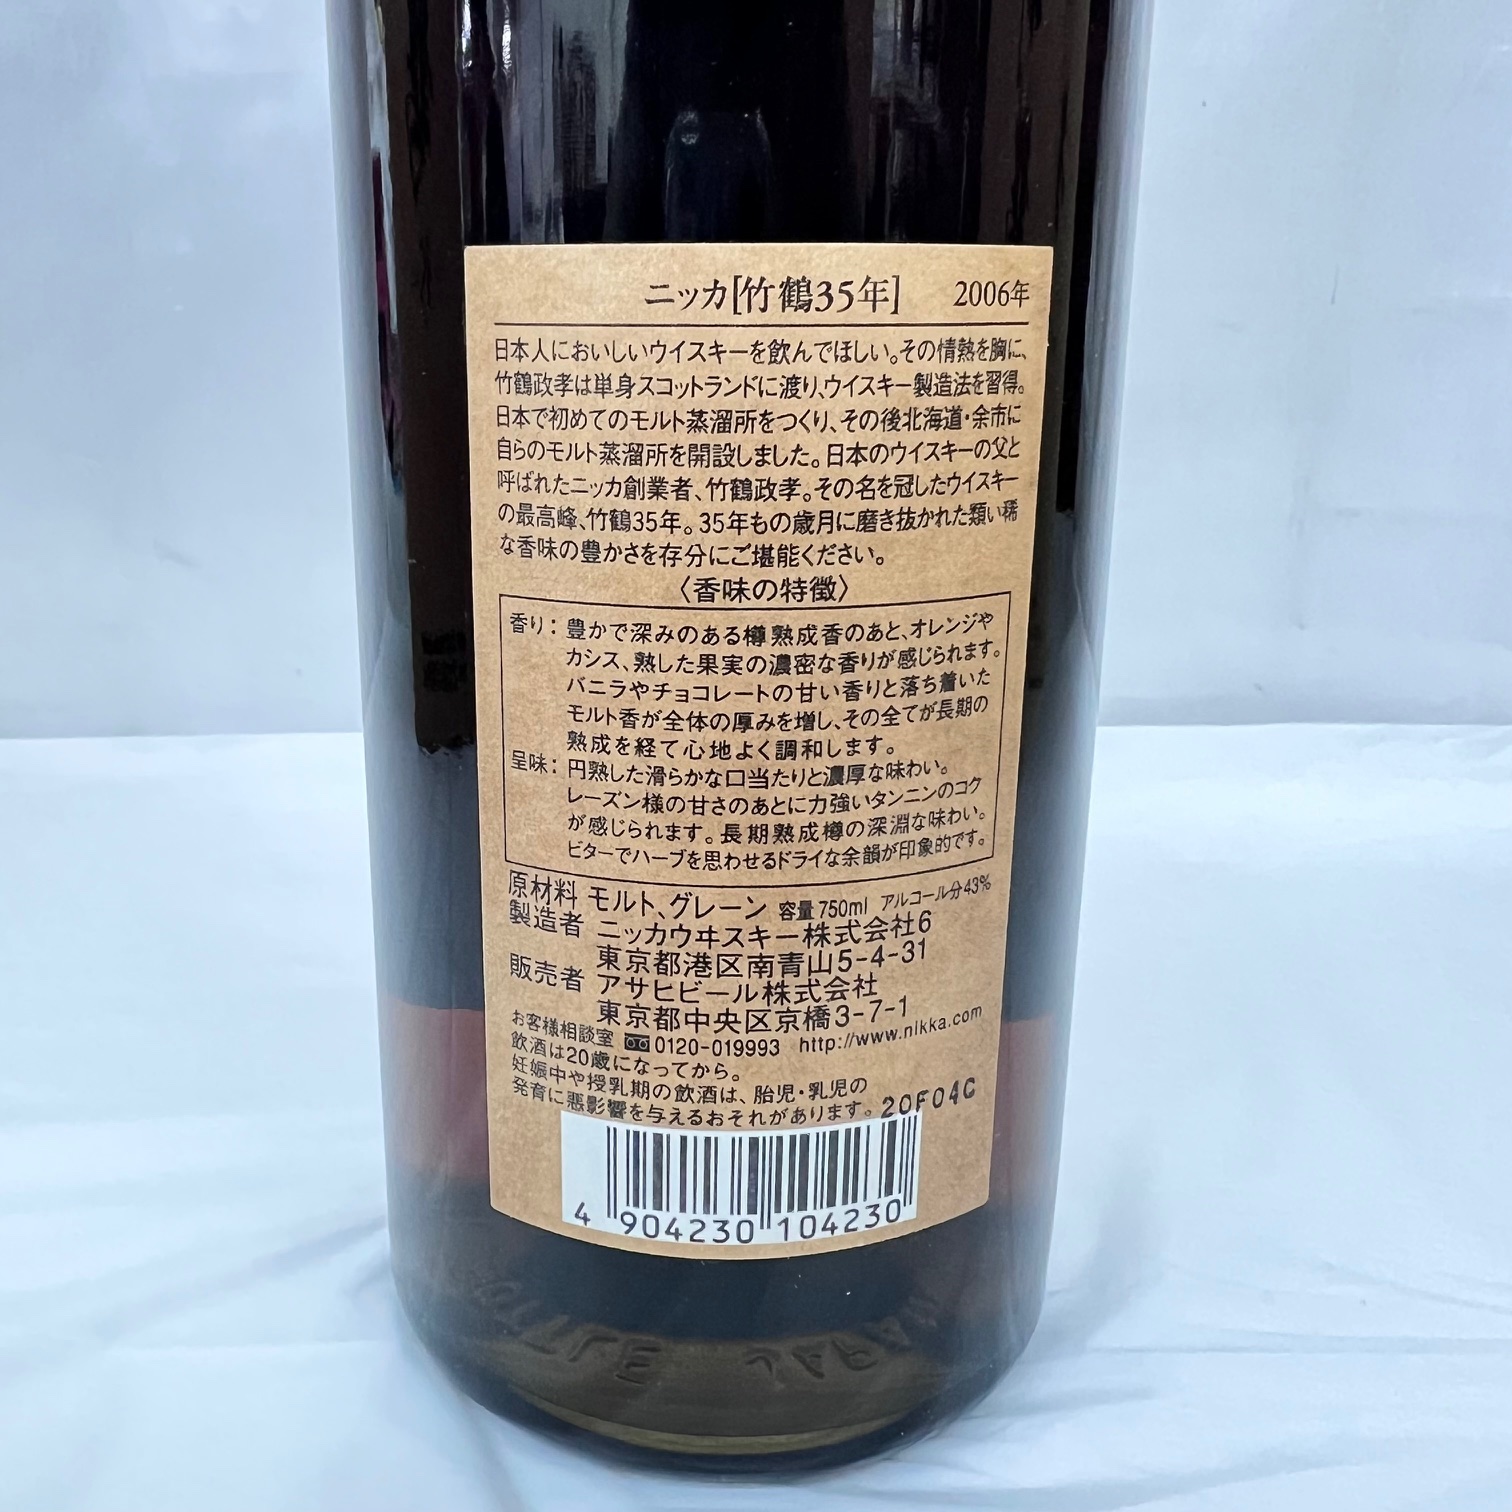 ニッカ[竹鶴35年] 2006年
日本人においしいウイスキーを飲んでほしい。その情熱を胸に、
竹鶴政孝は単身スコットランドに渡り、ウイスキー製造法を習得。
日本で初めてのモルト蒸溜所をつくり、その後北海道・余市に
自らのモルト蒸溜所を開設しました。日本のウイスキーの父と
呼ばれたニッカ創業者、竹鶴政孝。その名を冠したウイスキー
の最高峰、竹鶴35年。35年もの歳月に磨き抜かれた類い稀
な香味の豊かさを存分にご堪能ください。
〈香味の特徴〉
香り：豊かで深みのある樽熟成香のあと、オレンジや
カシス、熟した果実の濃密な香りが感じられます。
バニラやチョコレートの甘い香りと落ち着いた
モルト香が全体の厚みを増し、その全てが長期の
熟成を経て心地よく調和します。
呈味：円熟した滑らかな口当たりと濃厚な味わい。
レーズン様の甘さのあとに力強いタンニンのコク
が感じられます。長期熟成樽の深淵な味わい。
ビターでハーブを思わせるドライな余韻が印象的です。
原材料 モルト、グレーン 容量750ml アルコール分43%
製造者 ニッカウヰスキー株式会社6
東京都港区南青山5-4-31
販売者 アサヒビール株式会社
東京都中央区京橋3-7-1
お客様相談室 0120-019993 http://www.nikka.com
飲酒は20歳になってから。
妊娠中や授乳期の飲酒は、胎児・乳児の
発育に悪影響を与えるおそれがあります。 20F04C
4 904230 104230